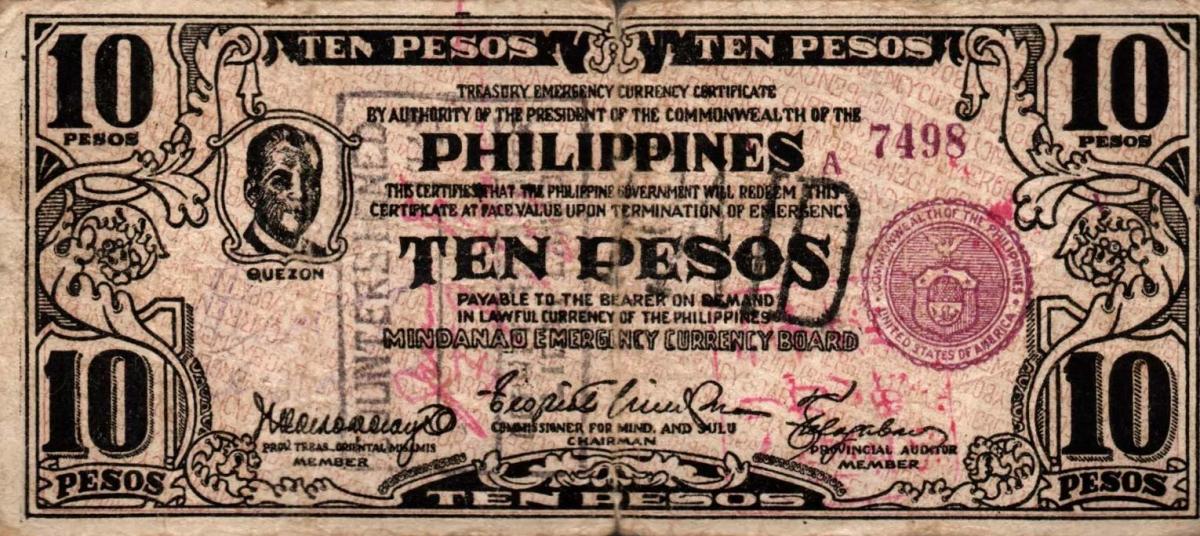 TEN PESOS TEN PESOS
10 10
PESOS PESOS
TREASURY EMERGENCY CURRENCY CERTIFICATE
BY AUTHORITY OF THE PRESIDENT OF THE COMMONWEALTH OF THE
PHILIPPINES
A 7498
THIS CERTIFIES THAT THE PHILIPPINE GOVERNMENT WILL REDEEM THIS
CERTIFICATE AT FACE VALUE UPON TERMINATION OF EMERGENCY
QUEZON
TEN PESOS
COMMONWEALTH OF THE PHILIPPINES
UNITED STATES OF AMERICA
PAYABLE TO THE BEARER ON DEMAND
IN LAWFUL CURRENCY OF THE PHILIPPINES
MINDANAO EMERGENCY CURRENCY BOARD
10 10
PROV. TREAS. ORIENTAL MISAMIS
MEMBER
COMMISSIONER FOR MIND. AND SULU
CHAIRMAN
PROVINCIAL AUDITOR
MEMBER
PESOS PESOS
TEN PESOS